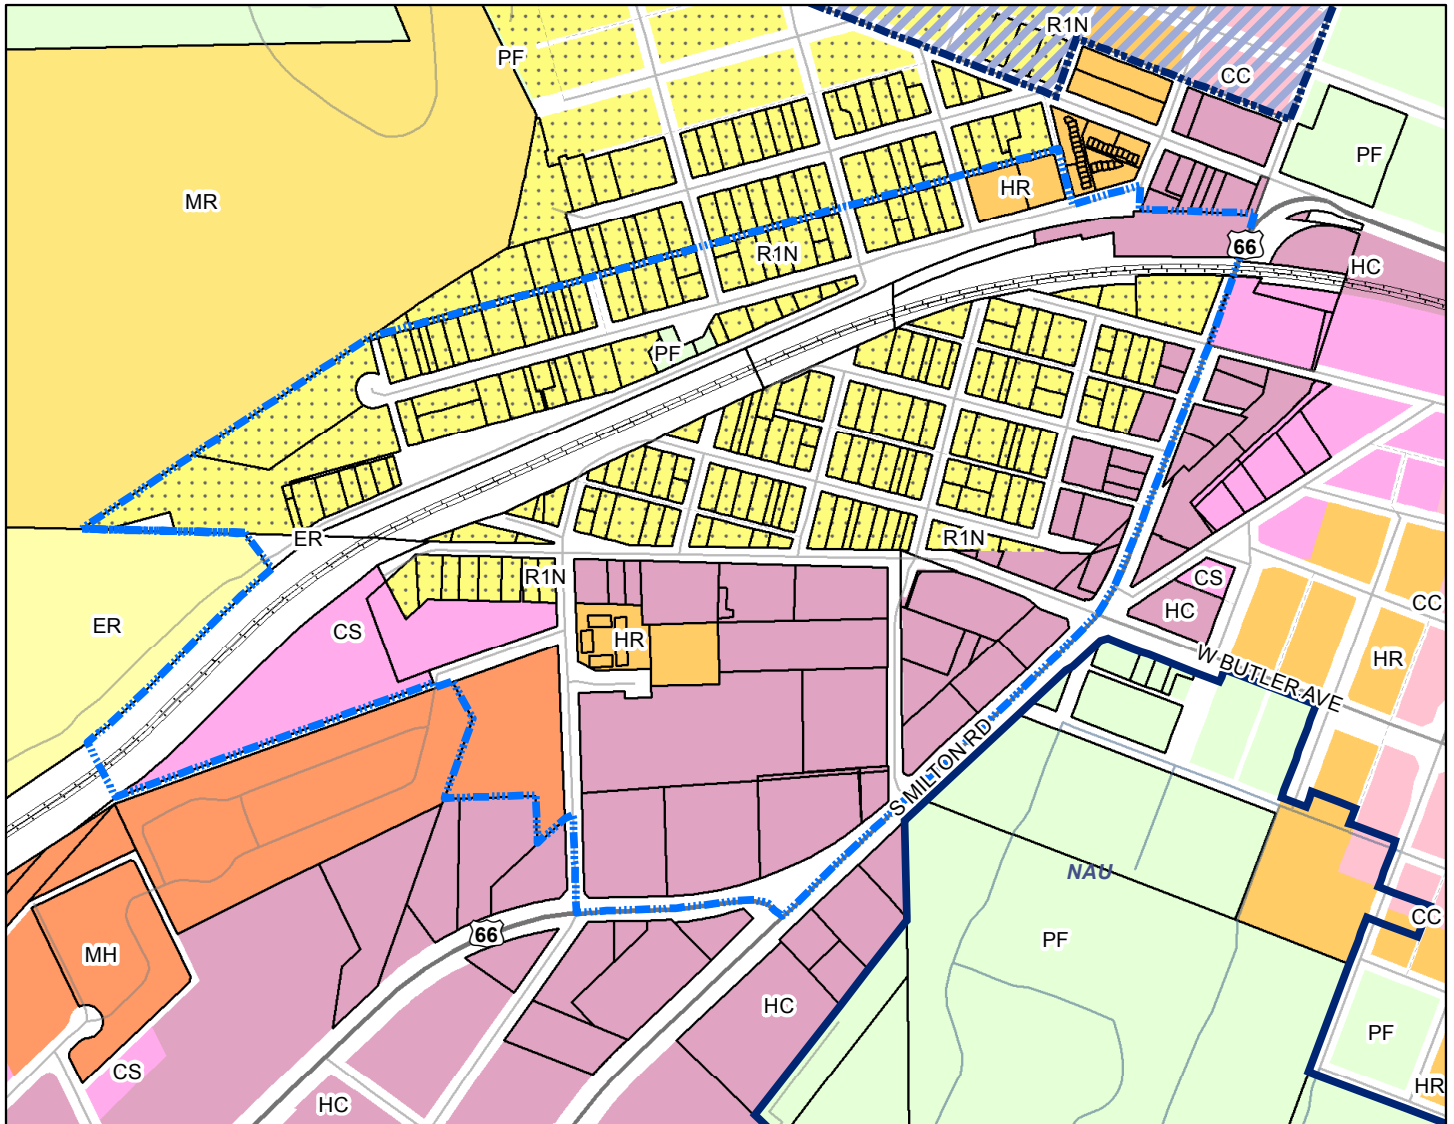 R1N
PF
CC
PF
MR
HR
R1N
66
HC
PF
ER
R1N
R1N
CS
CS
CC
HC
ER
CS
HR
HR
W BUTLER AVE
S MILTON RD
NAU
CC
66
PF
MH
HC
PF
CS
HR
HC